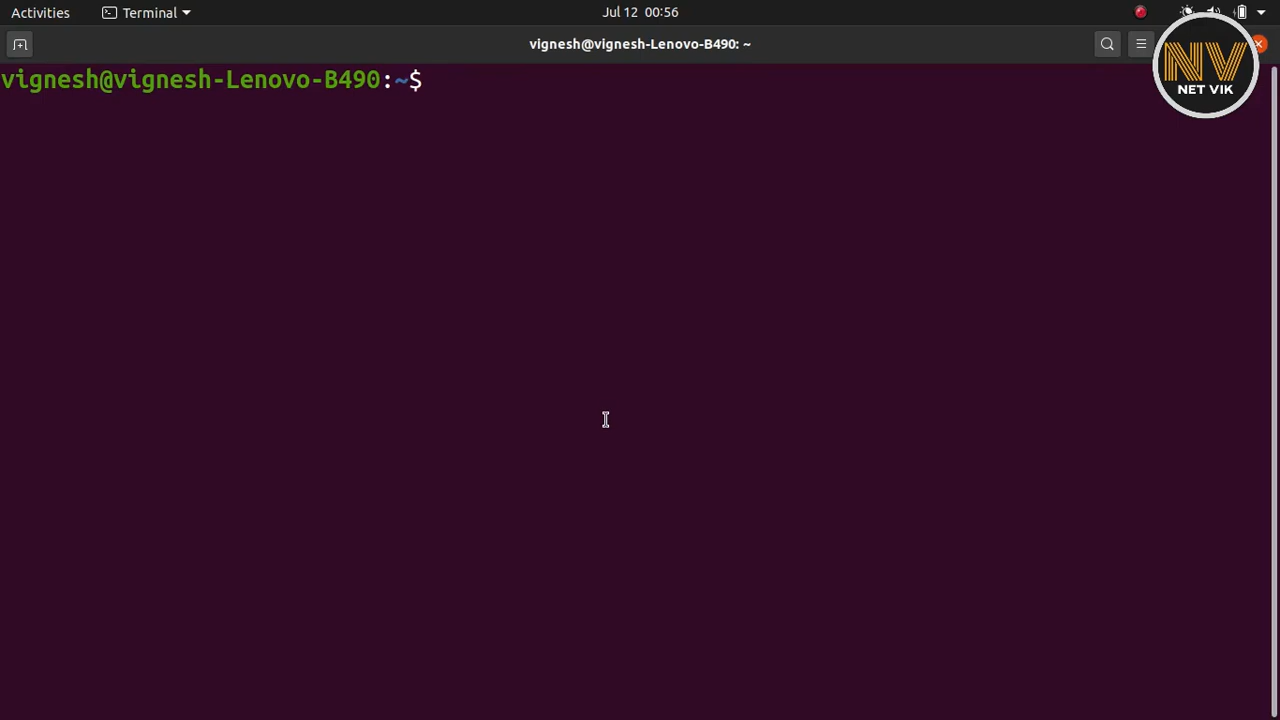 Activities Terminal Jul 12 00:56
vignesh@vignesh-Lenovo-B490: ~
NV
NET VIK
vignesh@vignesh-Lenovo-B490:~$